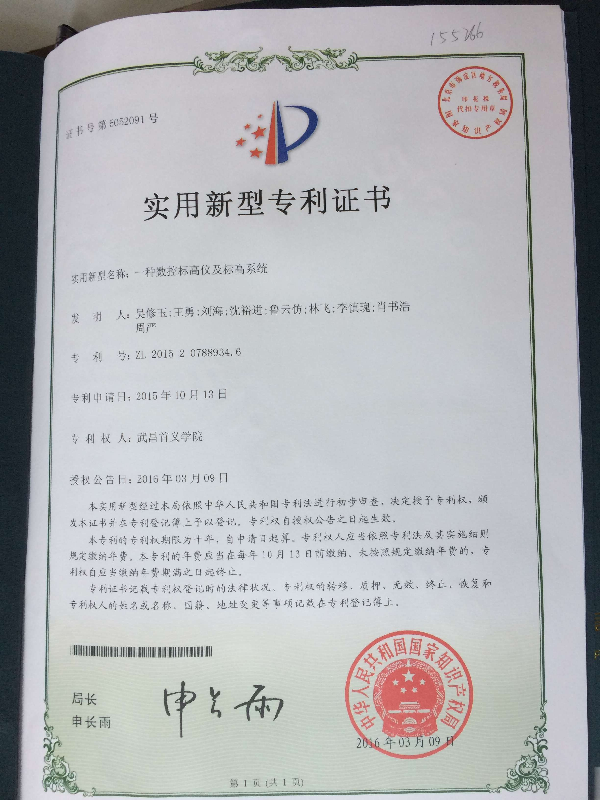 155266
证书号第5052091号
代扣专用章
实用新型专利证书
实用新型名称：一种数控标高仪及标高系统
发明人：吴修玉;王勇;刘海;沈裕进;鲁云仿;林飞;李慎瑰;肖书浩
周严
专利号：ZL 2015 2 0788934.6
专利申请日：2015年10月13日
专利权人：武昌首义学院
授权公告日：2016年03月09日
本实用新型经过本局依照中华人民共和国专利法进行初步审查，决定授予专利权，颁
发本证书并在专利登记簿上予以登记。专利权自授权公告之日起生效。
本专利的专利权期限为十年，自申请日起算。专利权人应当依照专利法及其实施细则
规定缴纳年费。本专利的年费应当在每年10月13日前缴纳。未按照规定缴纳年费的，专
利权自应当缴纳年费期满之日起终止。
专利证书记载专利权登记时的法律状况。专利权的转移、质押、无效、终止、恢复和
专利权人的姓名或名称、国籍、地址变更等事项记载在专利登记簿上。
局长
申长雨
申长雨
中华人民共和国国家知识产权局
2016年03月09日
第1页（共1页）